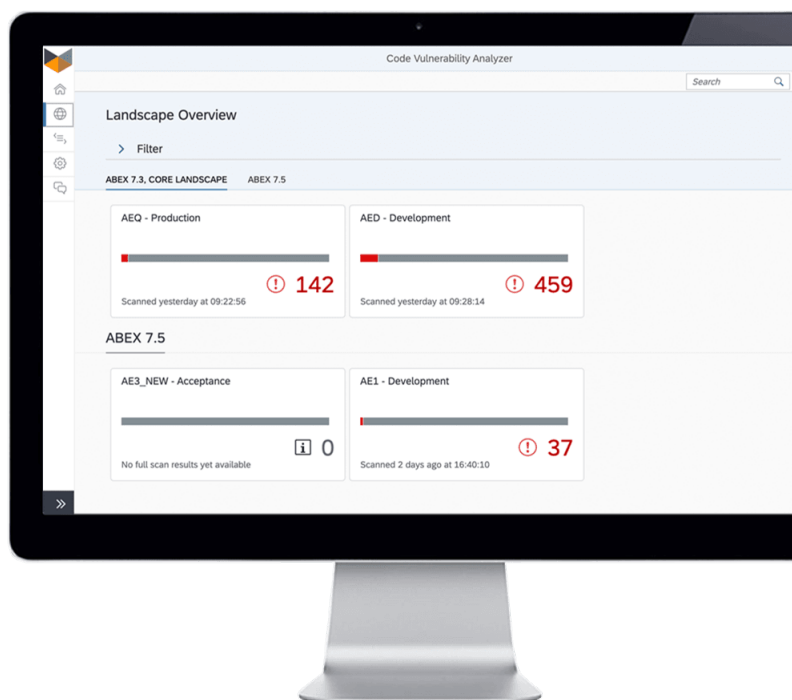 Code Vulnerability Analyzer
Search
Landscape Overview
Filter
ABEX 7.3, CORE LANDSCAPE ABEX 7.5
AEQ - Production
142
Scanned yesterday at 09:22:56
AED - Development
459
Scanned yesterday at 09:28:14
ABEX 7.5
AE3_NEW - Acceptance
0
No full scan results yet available
AE1 - Development
37
Scanned 2 days ago at 16:40:10